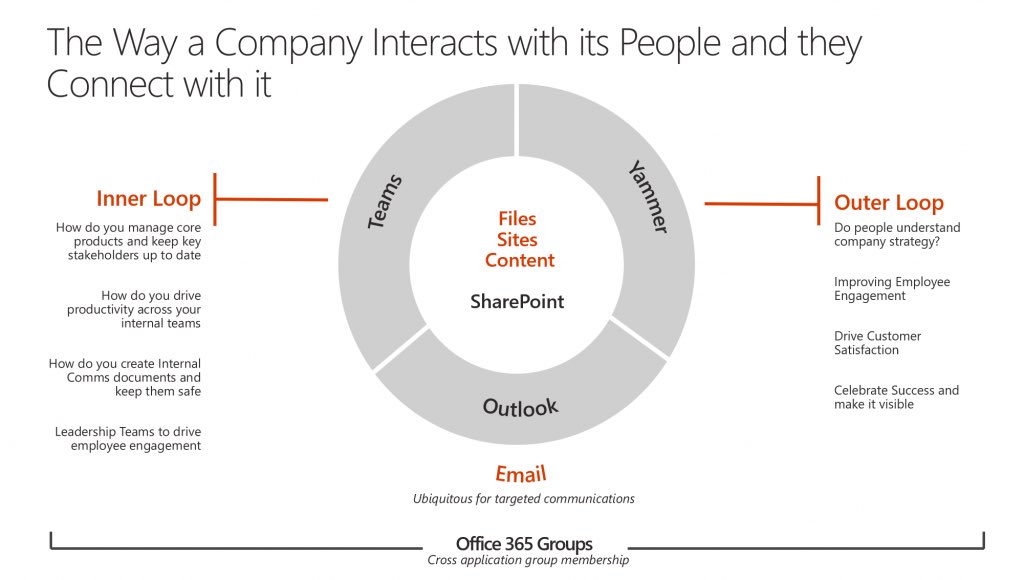 The Way a Company Interacts with its People and they
Connect with it
Inner Loop
How do you manage core
products and keep key
stakeholders up to date
How do you drive
productivity across your
internal teams
How do you create Internal
Comms documents and
keep them safe
Leadership Teams to drive
employee engagement
Teams
Yammer
Files
Sites
Content
SharePoint
Outlook
Outer Loop
Do people understand
company strategy?
Improving Employee
Engagement
Drive Customer
Satisfaction
Celebrate Success and
make it visible
Email
Ubiquitous for targeted communications
Office 365 Groups
Cross application group membership